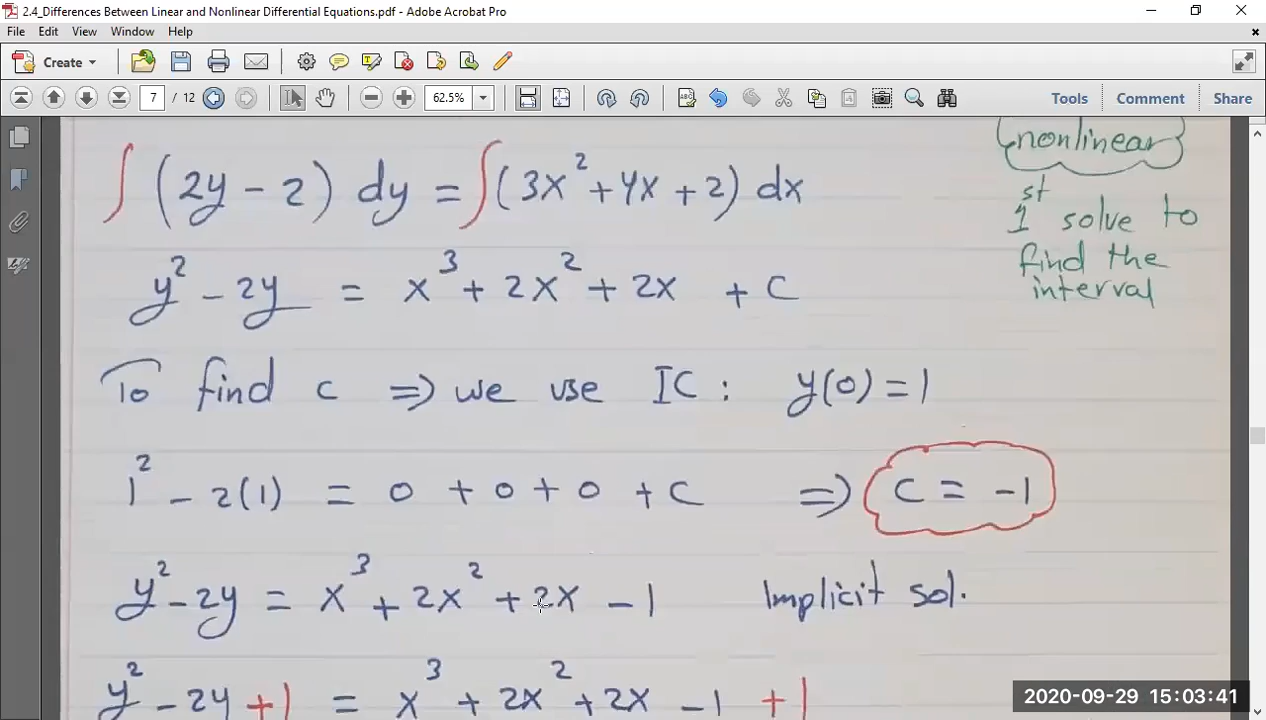 2.4_Differences Between Linear and Nonlinear Differential Equations.pdf - Adobe Acrobat Pro
File Edit View Window Help
Create
7 / 12 62.5% Tools Comment Share
nonlinear
1st solve to
find the
interval
∫ (2y - 2) dy = ∫ (3x² + 4x + 2) dx
y² - 2y = x³ + 2x² + 2x + C
To find c ⇒ we use IC : y(0) = 1
1² - 2(1) = 0 + 0 + 0 + C ⇒ C = -1
y² - 2y = x³ + 2x² + 2x - 1 Implicit sol.
y² - 2y + 1 = x³ + 2x² + 2x - 1 + 1
2020-09-29 15:03:41